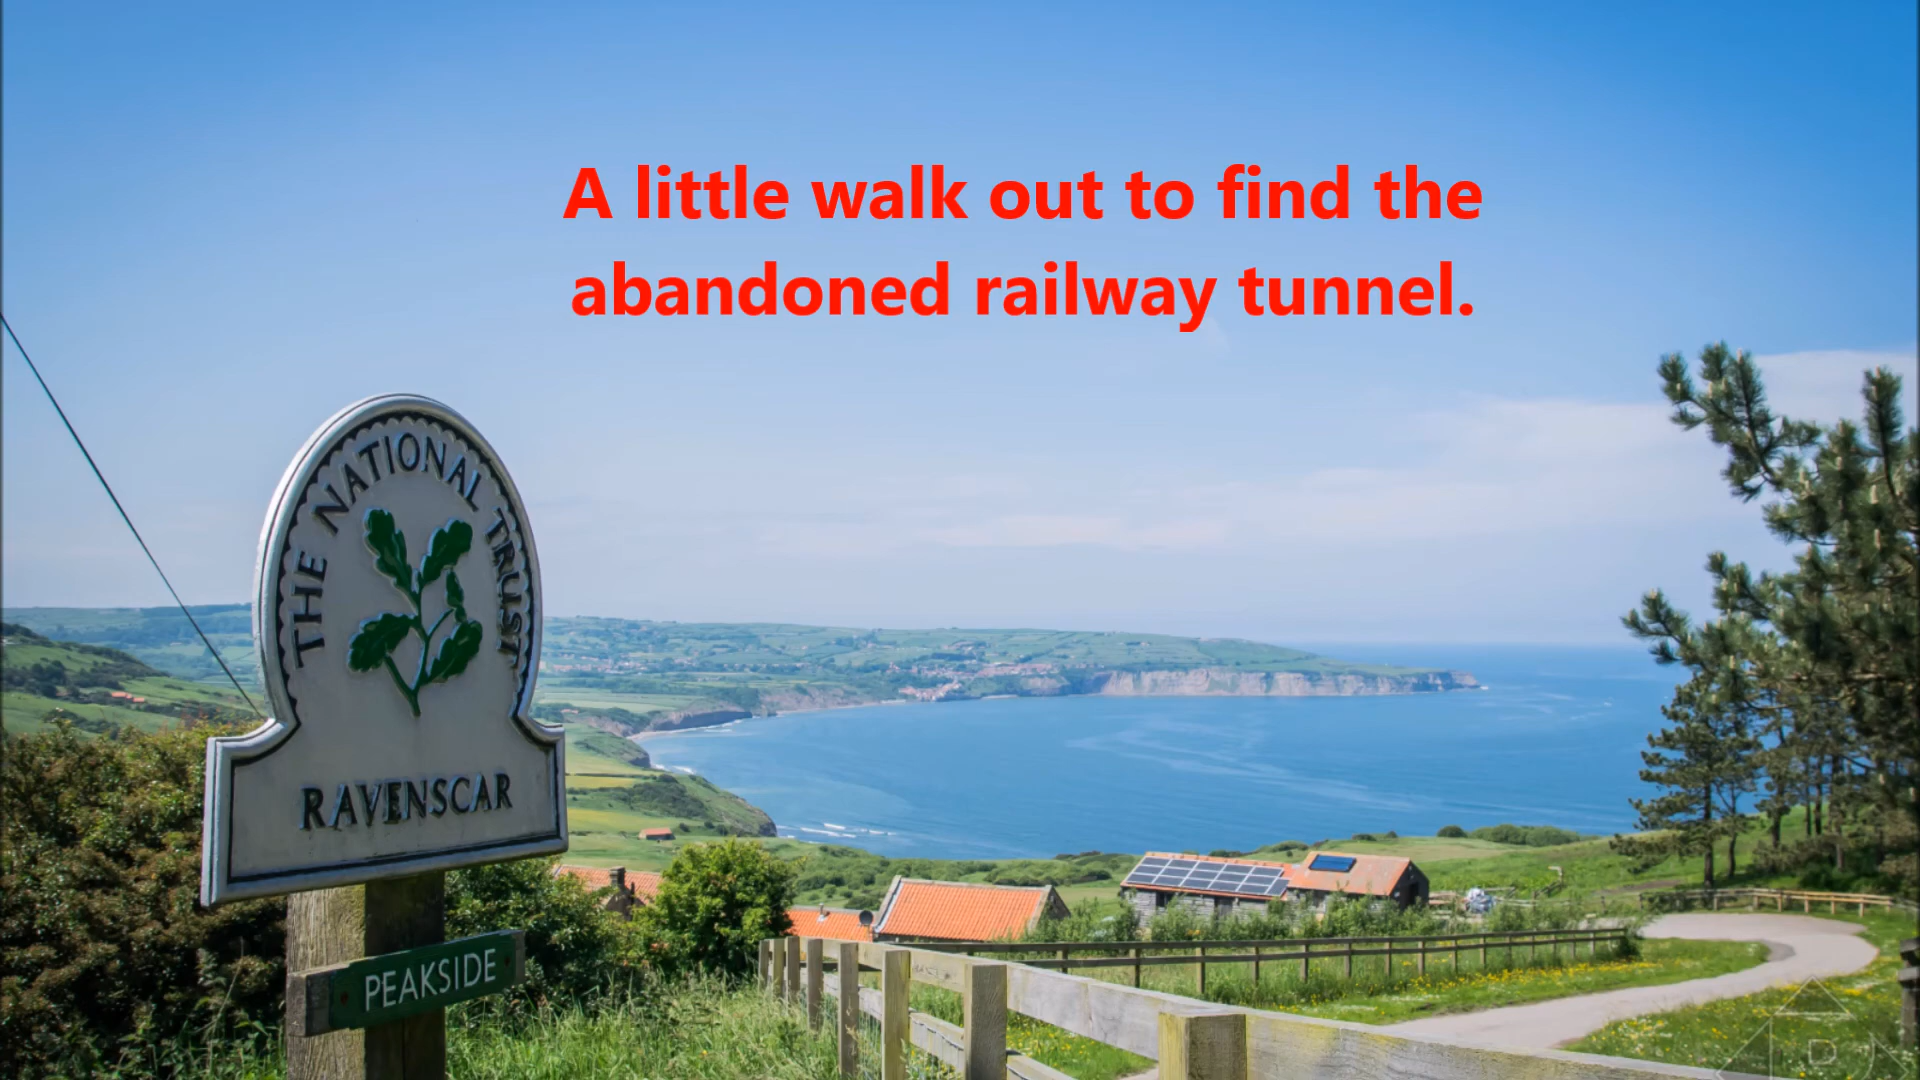 A little walk out to find the
abandoned railway tunnel.
THE NATIONAL TRUST
RAVENSCAR
PEAKSIDE
D